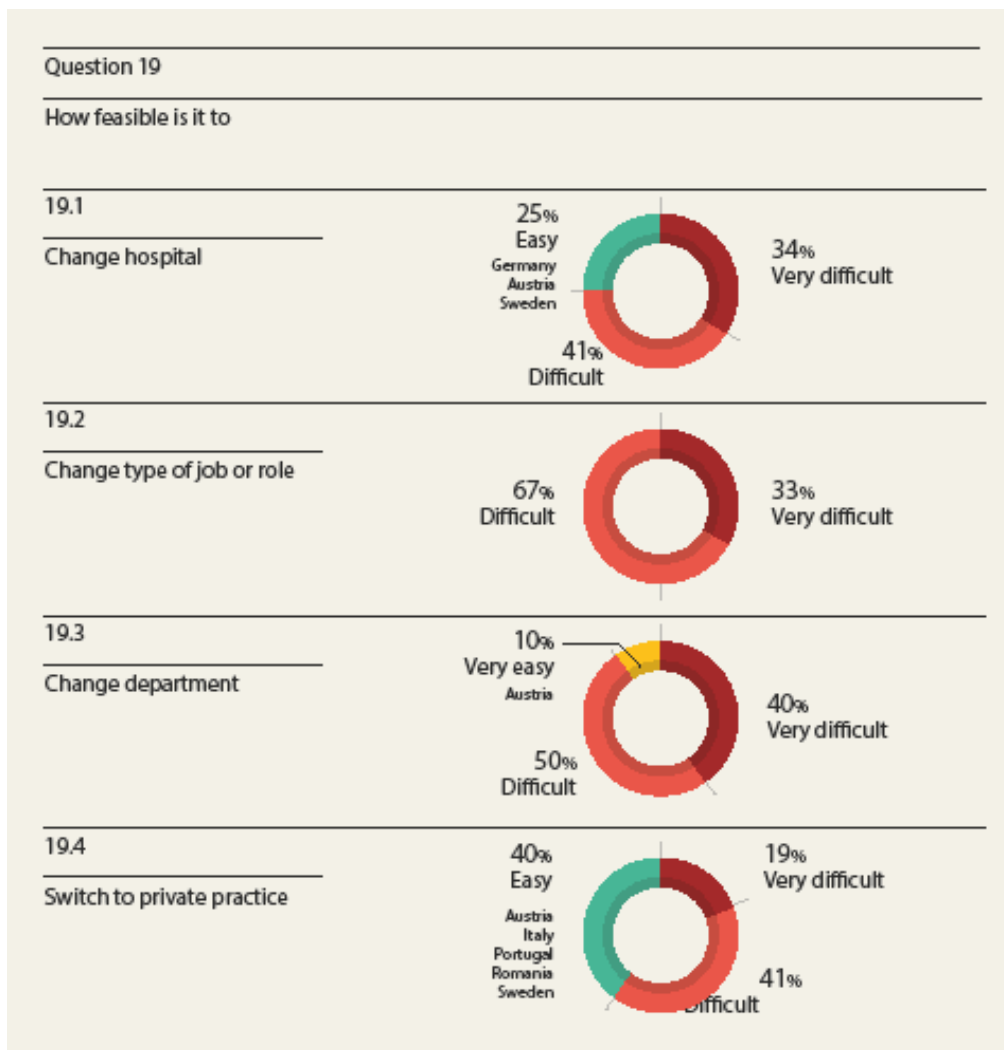 Question 19
How feasible is it to
19.1
Change hospital
25%
Easy
Germany
Austria
Sweden
34%
Very difficult
41%
Difficult
19.2
Change type of job or role
67%
Difficult
33%
Very difficult
19.3
Change department
10%
Very easy
Austria
40%
Very difficult
50%
Difficult
19.4
Switch to private practice
40%
Easy
Austria
Italy
Portugal
Romania
Sweden
19%
Very difficult
41%
Difficult